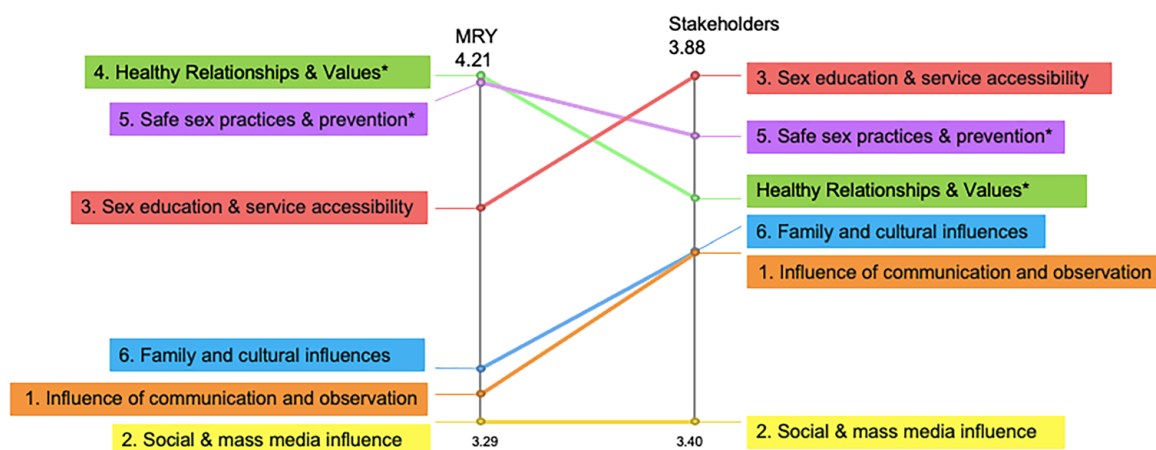 MRY
4.21
Stakeholders
3.88
4. Healthy Relationships & Values*
5. Safe sex practices & prevention*
3. Sex education & service accessibility
6. Family and cultural influences
1. Influence of communication and observation
2. Social & mass media influence
3.29
3.40
3. Sex education & service accessibility
5. Safe sex practices & prevention*
Healthy Relationships & Values*
6. Family and cultural influences
1. Influence of communication and observation
2. Social & mass media influence